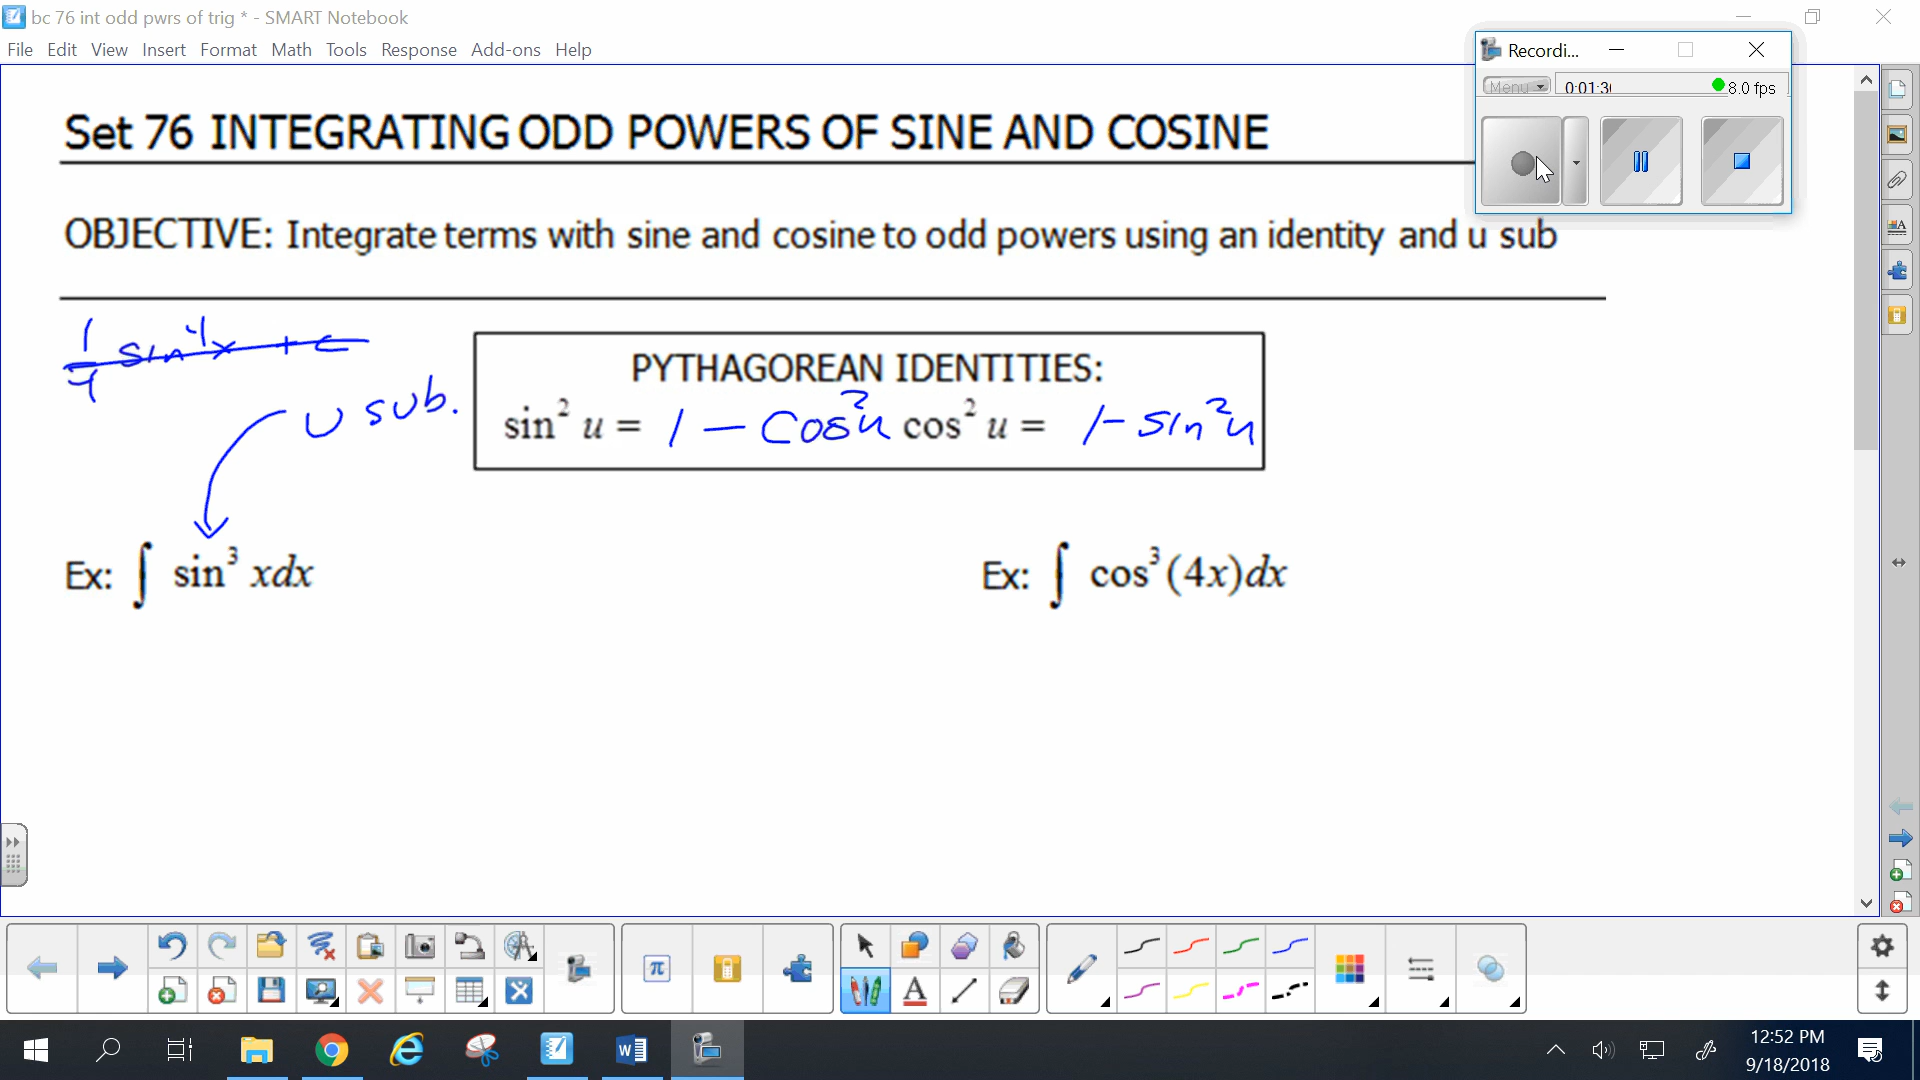 bc 76 int odd pwrs of trig * - SMART Notebook
File Edit View Insert Format Math Tools Response Add-ons Help
Recordi...
Menu 0:01:3 8.0 fps
Set 76 INTEGRATING ODD POWERS OF SINE AND COSINE
OBJECTIVE: Integrate terms with sine and cosine to odd powers using an identity and u sub
1/4 sin⁴x + c
u sub.
PYTHAGOREAN IDENTITIES:
sin² u = 1 - cos²u cos² u = 1 - sin²u
Ex: ∫ sin³ xdx
Ex: ∫ cos³(4x)dx
π
A
12:52 PM
9/18/2018